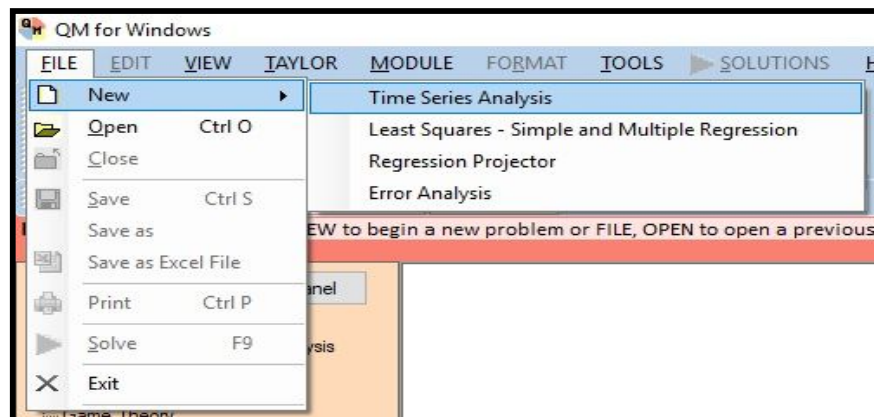 QM for Windows
FILE EDIT VIEW TAYLOR MODULE FORMAT TOOLS SOLUTIONS
New
Time Series Analysis
Open Ctrl O
Least Squares - Simple and Multiple Regression
Close
Regression Projector
Error Analysis
Save Ctrl S
Save as
EW to begin a new problem or FILE, OPEN to open a previous
Save as Excel File
Print Ctrl P
anel
Solve F9
ysis
Exit
Game Theory